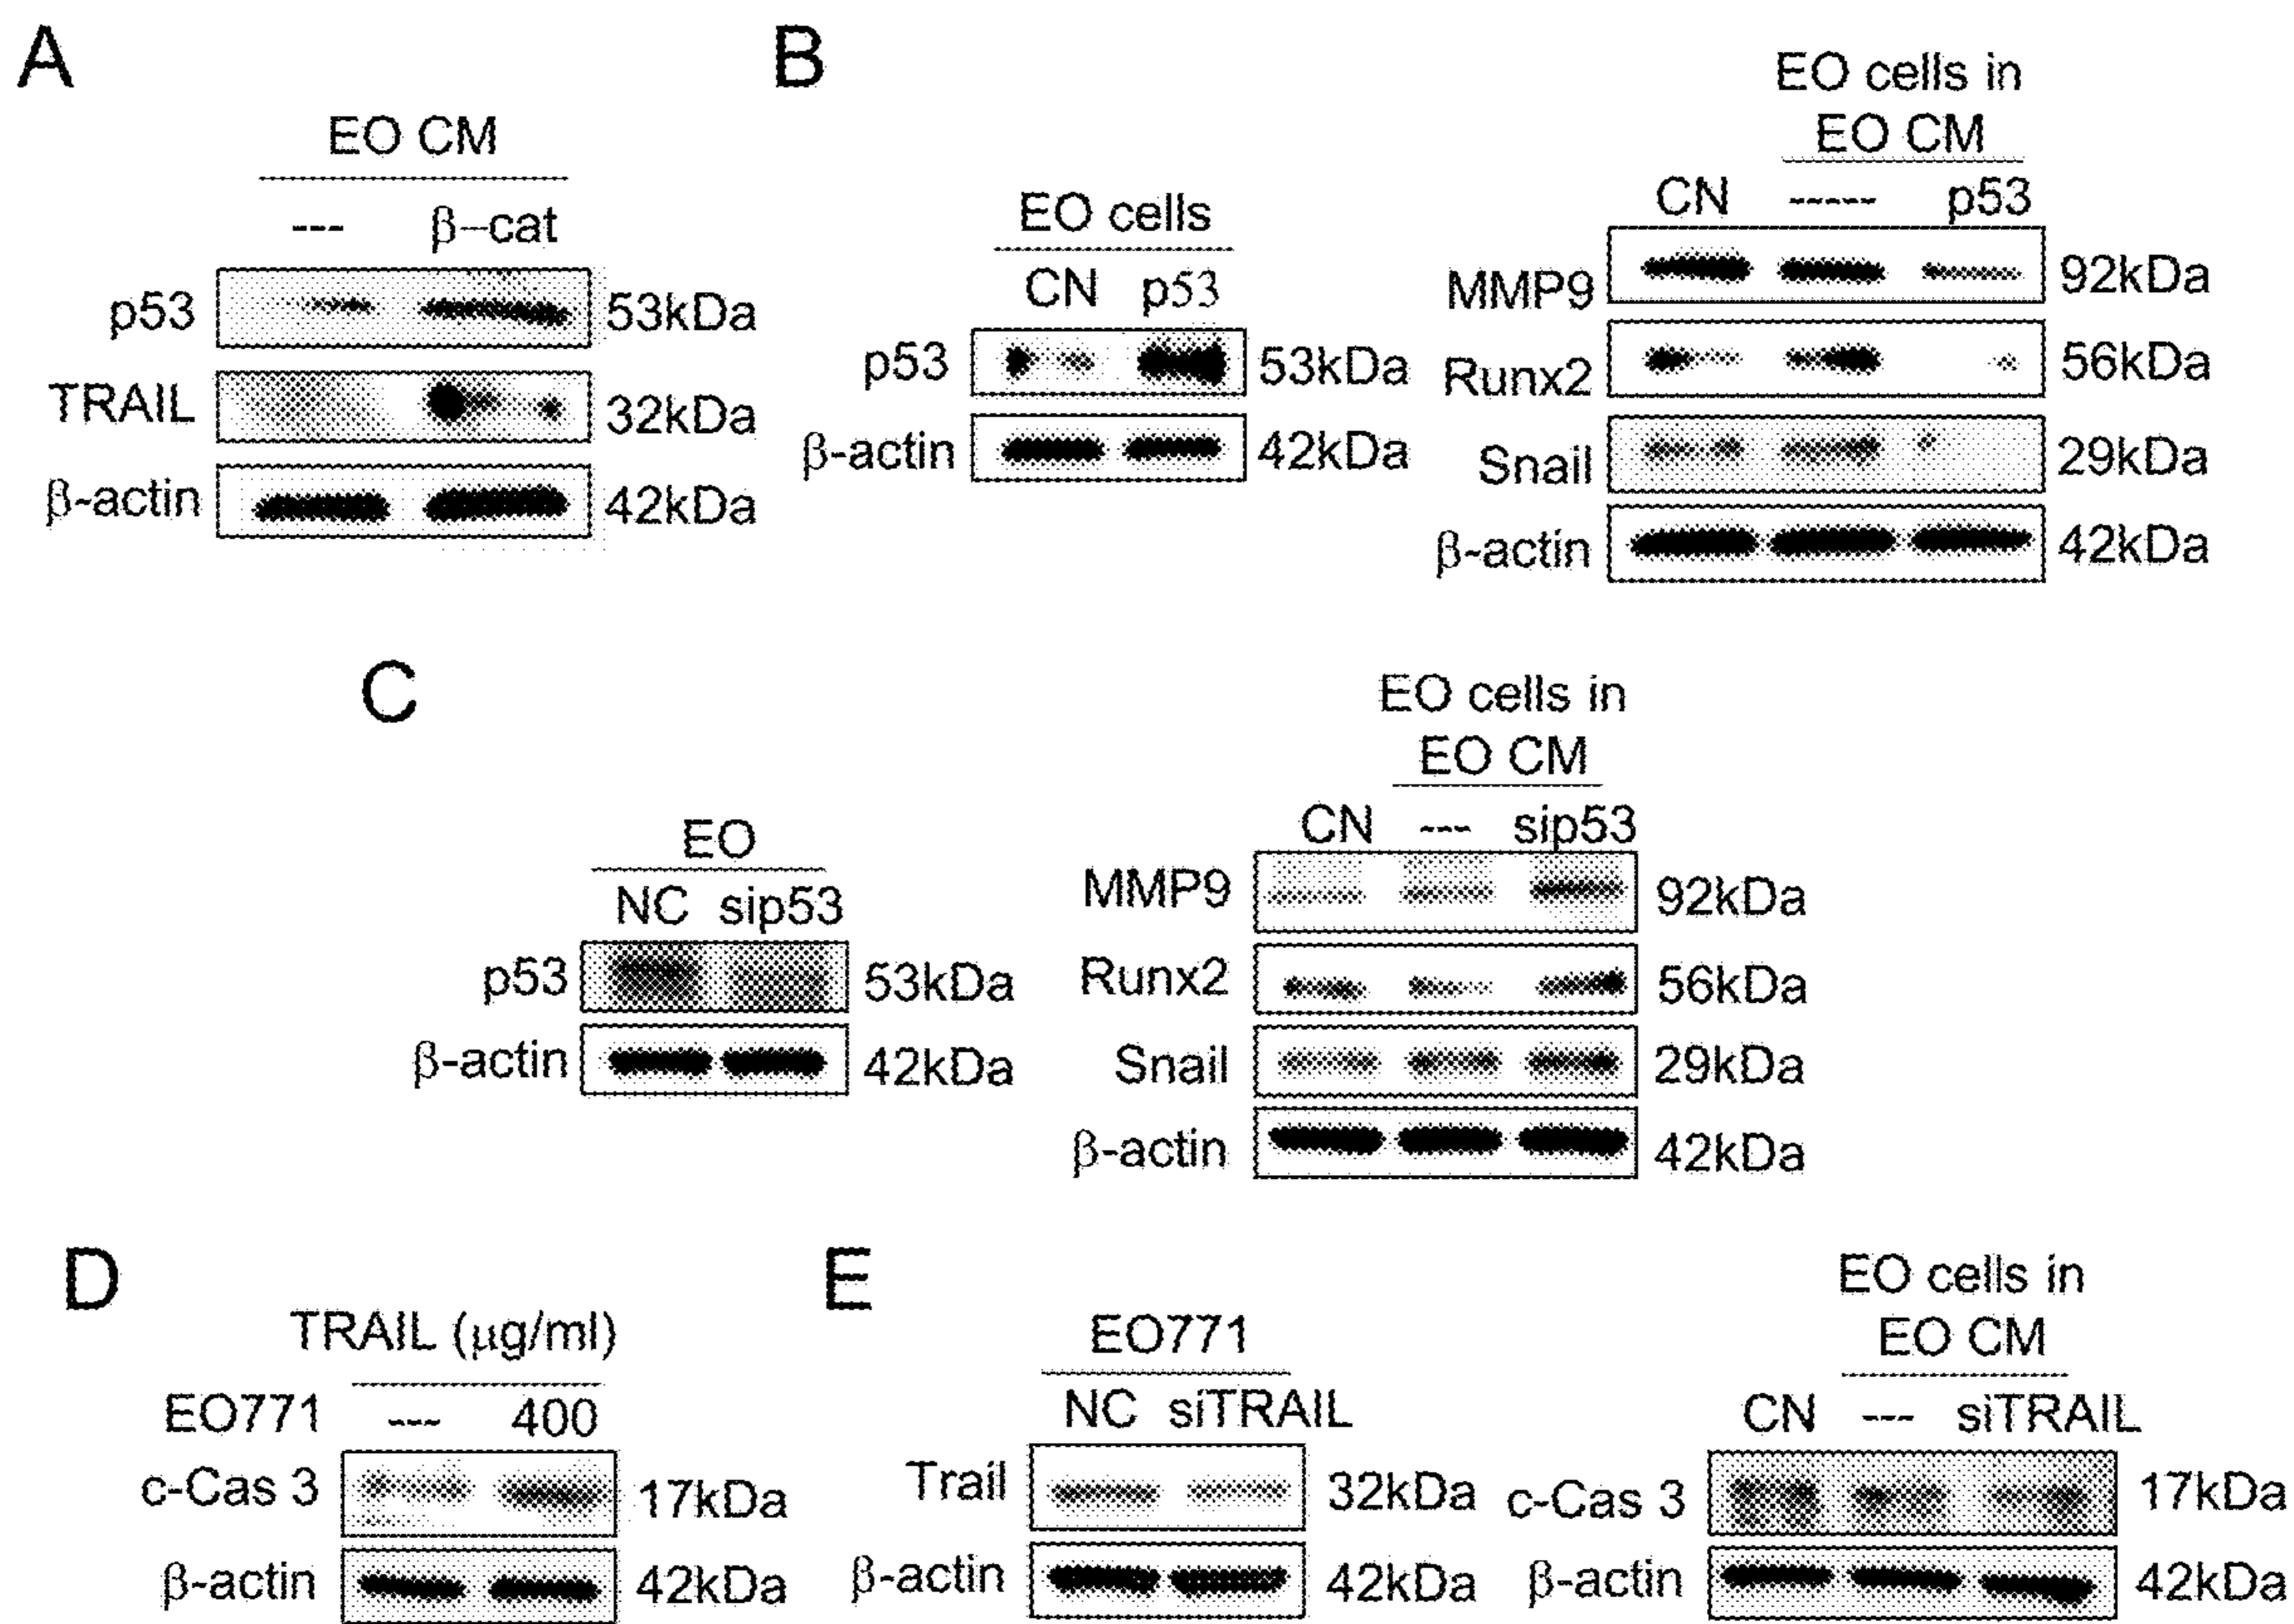 A
EO CM
--- β–cat
p53 53kDa
TRAIL 32kDa
β-actin 42kDa
B
EO cells
CN p53
p53 53kDa
β-actin 42kDa
EO cells in
EO CM
CN ----- p53
MMP9 92kDa
Runx2 56kDa
Snail 29kDa
β-actin 42kDa
C
EO
NC sip53
p53 53kDa
β-actin 42kDa
EO cells in
EO CM
CN --- sip53
MMP9 92kDa
Runx2 56kDa
Snail 29kDa
β-actin 42kDa
D
TRAIL (μg/ml)
EO771 --- 400
c-Cas 3 17kDa
β-actin 42kDa
E
EO771
NC siTRAIL
Trail 32kDa
β-actin 42kDa
EO cells in
EO CM
CN --- siTRAIL
c-Cas 3 17kDa
β-actin 42kDa